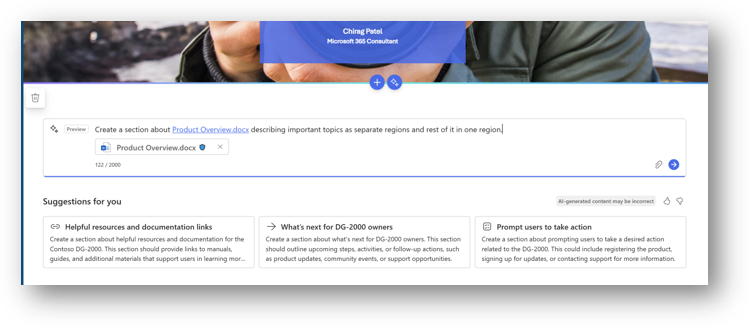 Chirag Patel
Microsoft 365 Consultant
Preview
Create a section about Product Overview.docx describing important topics as separate regions and rest of it in one region.
Product Overview.docx
122 / 2000
Suggestions for you
AI-generated content may be incorrect
Helpful resources and documentation links
Create a section about helpful resources and documentation for the
Contoso DG-2000. This section should provide links to manuals,
guides, and additional materials that support users in learning mor...
What's next for DG-2000 owners
Create a section about what's next for DG-2000 owners. This section
should outline upcoming steps, activities, or follow-up actions, such
as product updates, community events, or support opportunities.
Prompt users to take action
Create a section about prompting users to take a desired action
related to the DG-2000. This could include registering the product,
signing up for updates, or contacting support for more information.